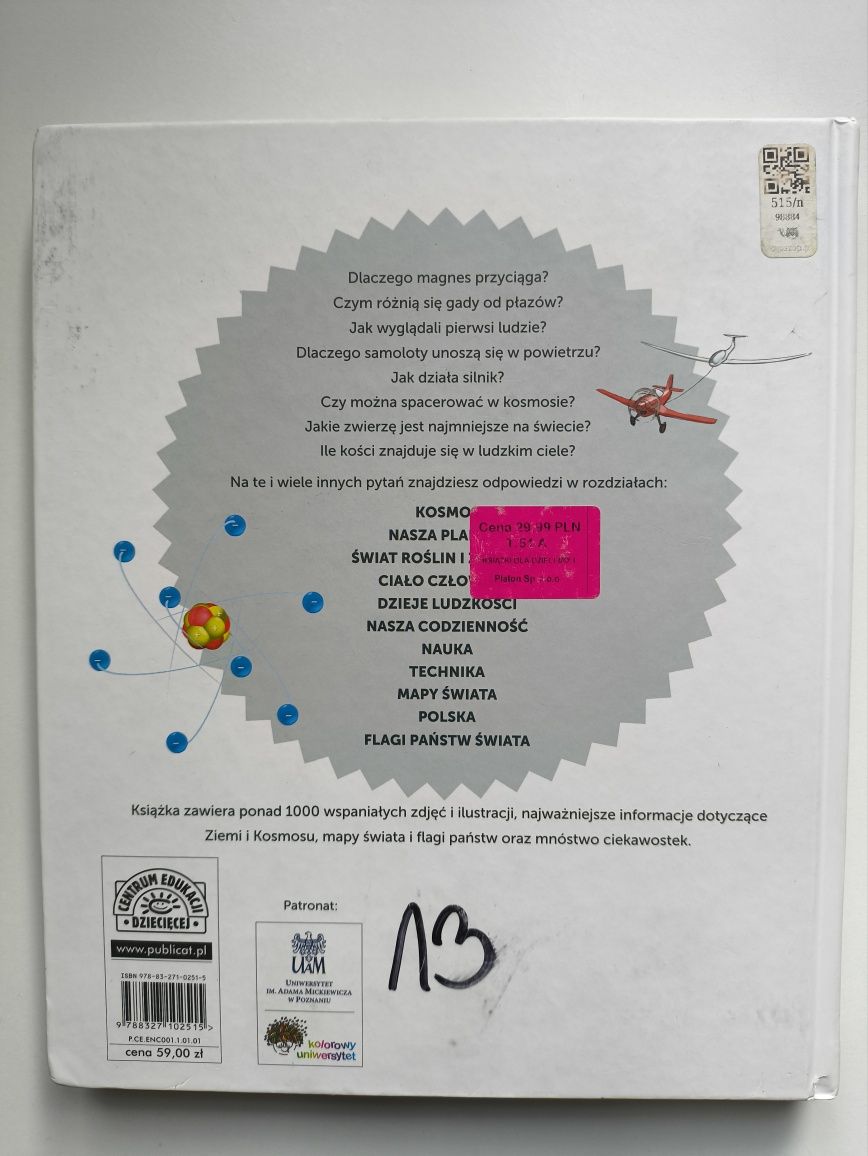 515/n
98884
Dlaczego magnes przyciąga?
Czym różnią się gady od płazów?
Jak wyglądali pierwsi ludzie?
Dlaczego samoloty unoszą się w powietrzu?
Jak działa silnik?
Czy można spacerować w kosmosie?
Jakie zwierzę jest najmniejsze na świecie?
Ile kości znajduje się w ludzkim ciele?
Na te i wiele innych pytań znajdziesz odpowiedzi w rozdziałach:
KOSMO
NASZA PLA
ŚWIAT ROŚLIN I
CIAŁO CZŁO
Cena 29.99 PLN
Platon Sp. z o.o
DZIEJE LUDZKOŚCI
NASZA CODZIENNOŚĆ
NAUKA
TECHNIKA
MAPY ŚWIATA
POLSKA
FLAGI PAŃSTW ŚWIATA
Książka zawiera ponad 1000 wspaniałych zdjęć i ilustracji, najważniejsze informacje dotyczące
Ziemi i Kosmosu, mapy świata i flagi państw oraz mnóstwo ciekawostek.
CENTRUM EDUKACJI
• DZIECIĘCEJ •
www.publicat.pl
ISBN 978-83-271-0251-5
9 788327 102515 >
P.CE.ENC001.1.01.01
cena 59,00 zł
Patronat:
UAM
UNIWERSYTET
IM. ADAMA MICKIEWICZA
W POZNANIU
kolorowy
uniwersytet
13